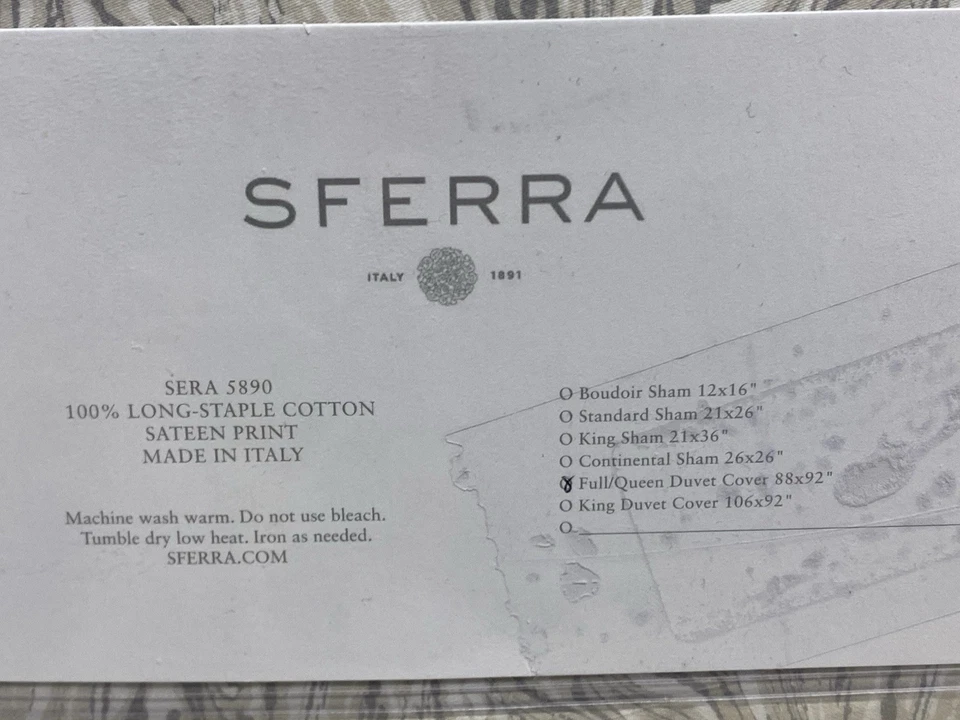 SFERRA
ITALY 1891
SERA 5890
100% LONG-STAPLE COTTON
SATEEN PRINT
MADE IN ITALY
Machine wash warm. Do not use bleach.
Tumble dry low heat. Iron as needed.
SFERRA.COM
O Boudoir Sham 12x16"
O Standard Sham 21x26"
O King Sham 21x36"
O Continental Sham 26x26"
O Full/Queen Duvet Cover 88x92"
O King Duvet Cover 106x92"
O